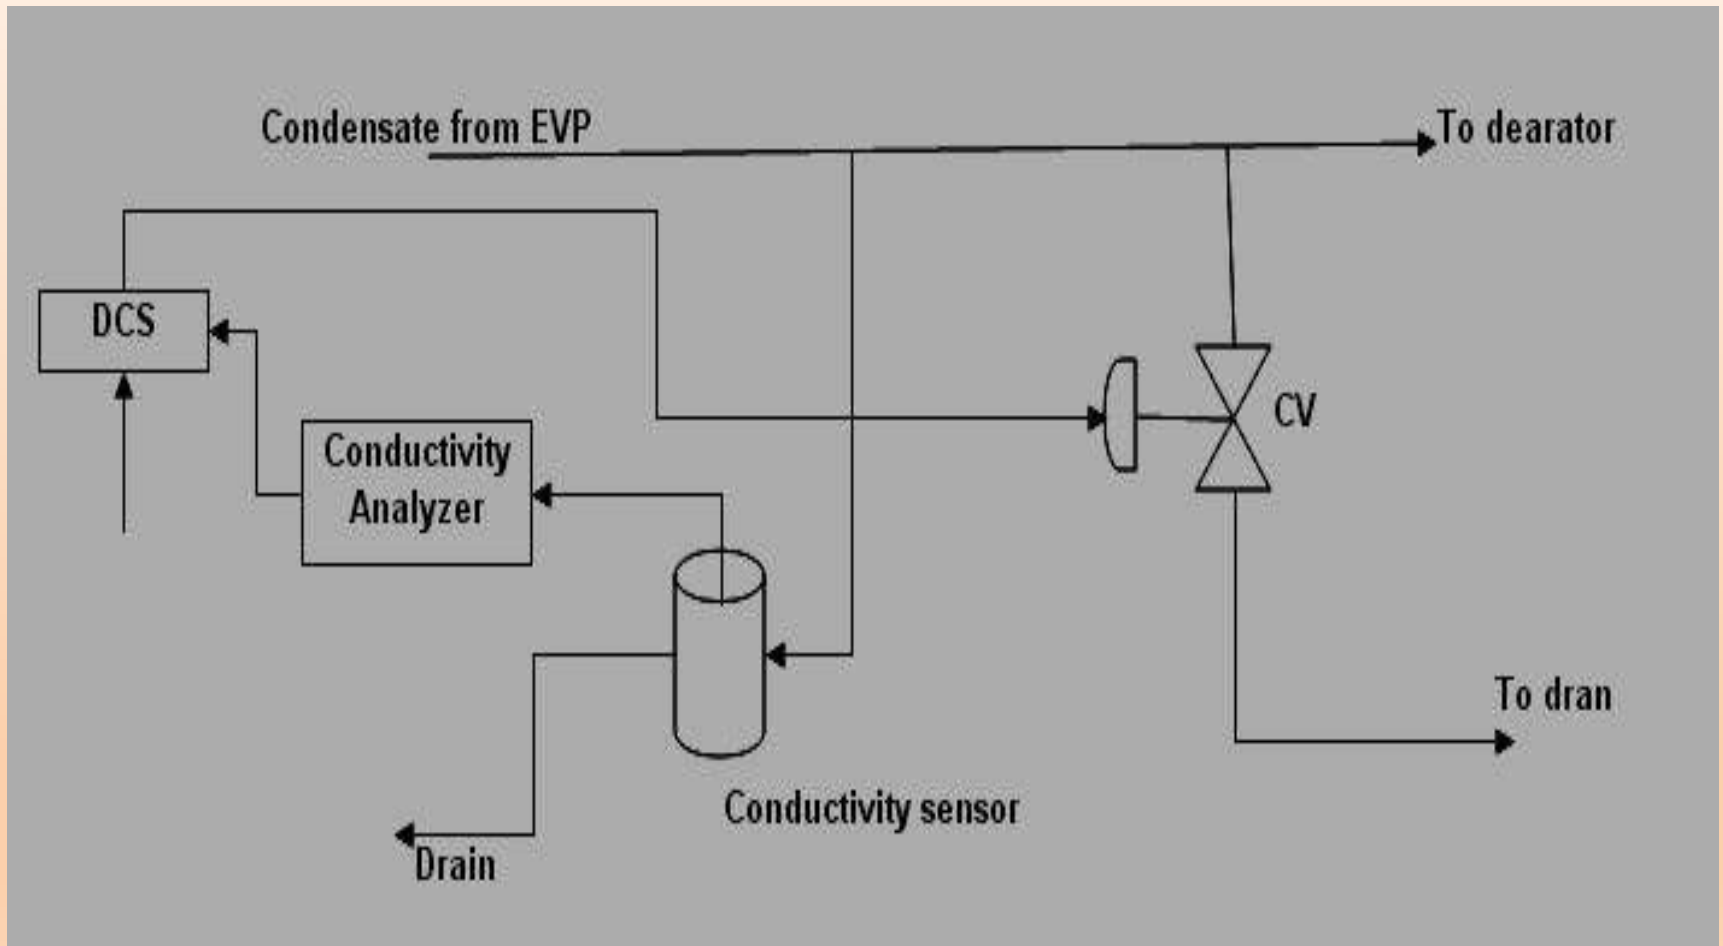 Condensate from EVP
To dearator
DCS
CV
Conductivity
Analyzer
To dran
Conductivity sensor
Drain